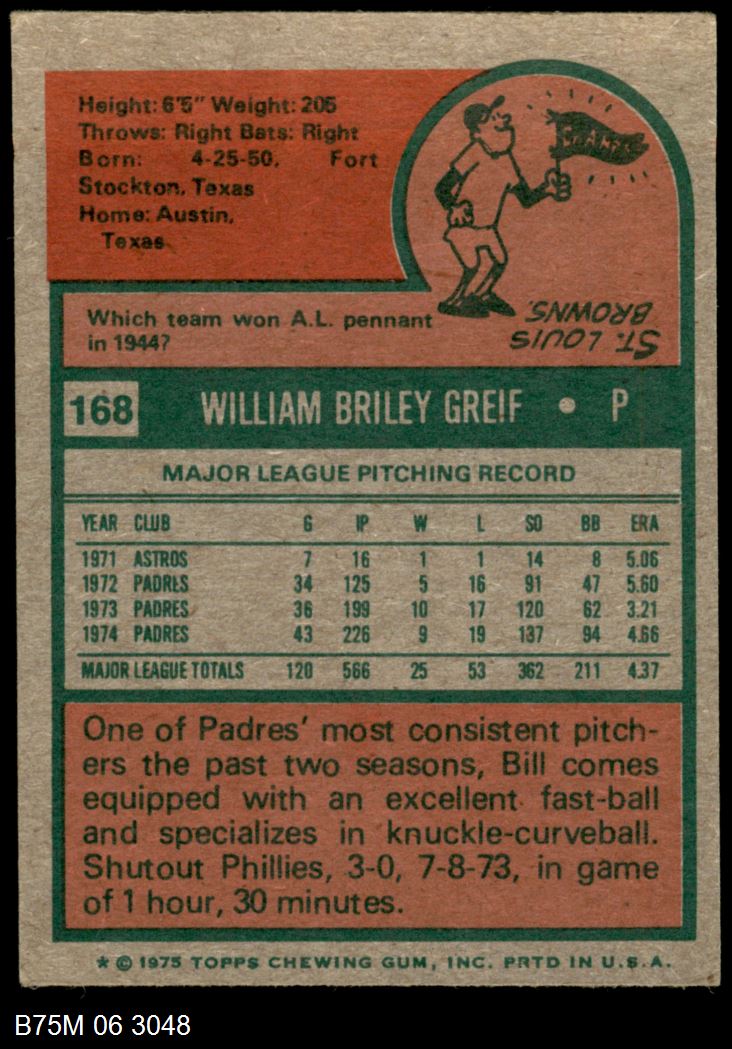 Height: 6'5" Weight: 205
Throws: Right Bats: Right
Born: 4-25-50, Fort
Stockton, Texas
Home: Austin,
Texas
CHAMPS
Which team won A.L. pennant
in 1944?
ST. LOUIS
BROWNS.
168 WILLIAM BRILEY GREIF • P
MAJOR LEAGUE PITCHING RECORD
YEAR CLUB G IP W L SO BB ERA
1971 ASTROS 7 16 1 1 14 8 5.06
1972 PADRES 34 125 5 16 91 47 5.60
1973 PADRES 36 199 10 17 120 62 3.21
1974 PADRES 43 226 9 19 137 94 4.66
MAJOR LEAGUE TOTALS 120 566 25 53 362 211 4.37
One of Padres' most consistent pitch-
ers the past two seasons, Bill comes
equipped with an excellent fast-ball
and specializes in knuckle-curveball.
Shutout Phillies, 3-0, 7-8-73, in game
of 1 hour, 30 minutes.
* © 1975 TOPPS CHEWING GUM, INC. PRTD IN U.S.A.
B75M 06 3048